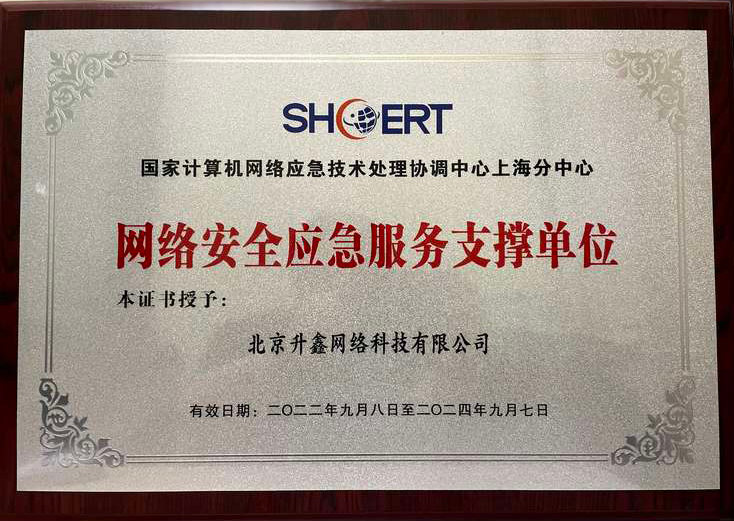 SHCERT
国家计算机网络应急技术处理协调中心上海分中心
网络安全应急服务支撑单位
本证书授予：
北京升鑫网络科技有限公司
有效日期：二〇二二年九月八日至二〇二四年九月七日